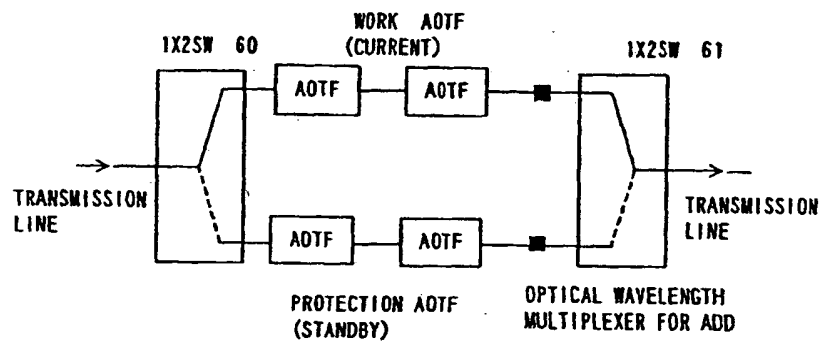 WORK AOTF
(CURRENT)
1X2SW 60
1X2SW 61
AOTF
AOTF
TRANSMISSION
LINE
TRANSMISSION
LINE
AOTF
AOTF
PROTECTION AOTF
(STANDBY)
OPTICAL WAVELENGTH
MULTIPLEXER FOR ADD